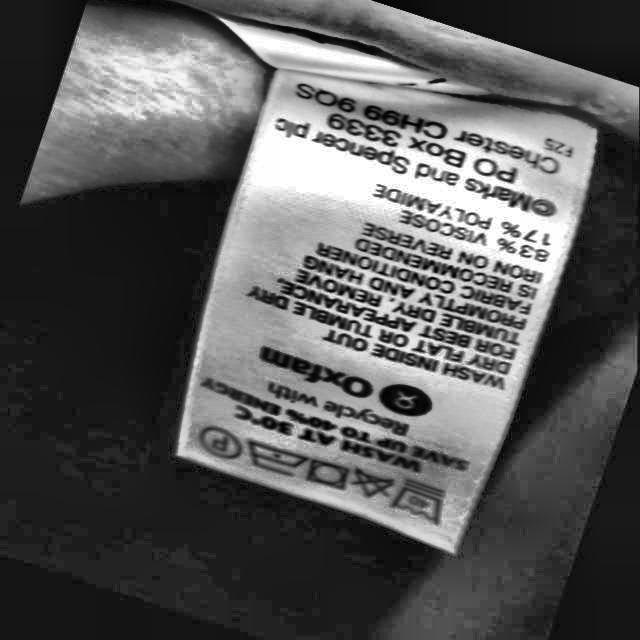 WASH AT 30°C
SAVE UP TO 40% ENERGY
Recycle with
Oxfam
WASH INSIDE OUT
DRY FLAT OR TUMBLE DRY
FOR BEST APPEARANCE.
TUMBLE DRY, REMOVE
PROMPTLY AND HANG
FABRIC CONDITIONER
IS RECOMMENDED
IRON ON REVERSE
83% VISCOSE
17% POLYAMIDE
©Marks and Spencer plc
PO Box 3339
Chester CH99 9QS
F25